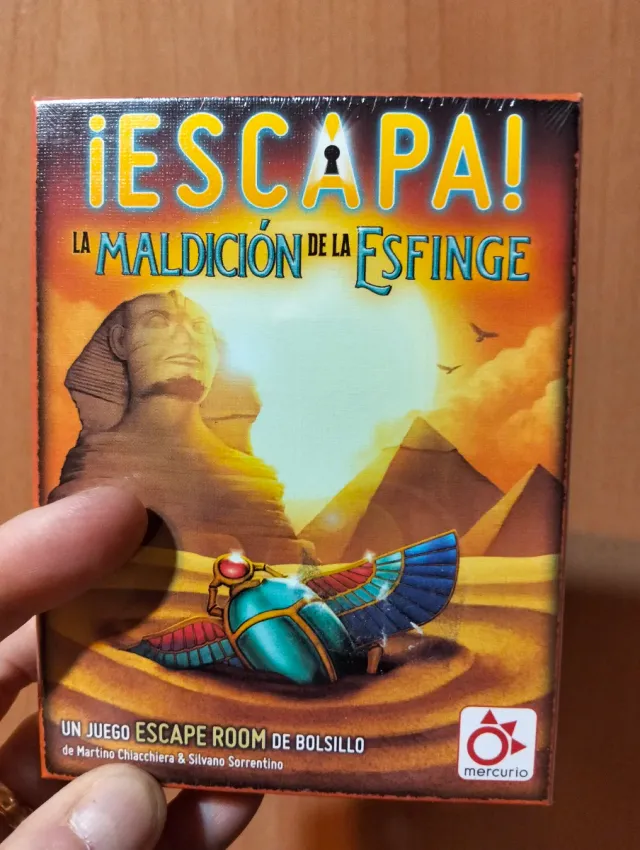 ¡ESCAPA!
LA MALDICIÓN DE LA ESFINGE
UN JUEGO ESCAPE ROOM DE BOLSILLO
de Martino Chiacchiera & Silvano Sorrentino
mercurio